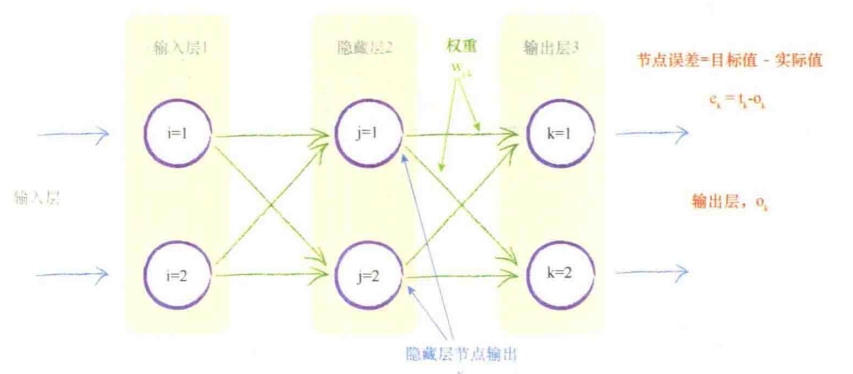 输入层1
隐藏层2
权重
w_j,k
输出层3
节点误差=目标值 - 实际值
e_k = t_k-o_k
i=1
j=1
k=1
输入层
输出层，o_k
i=2
j=2
k=2
隐藏层节点输出